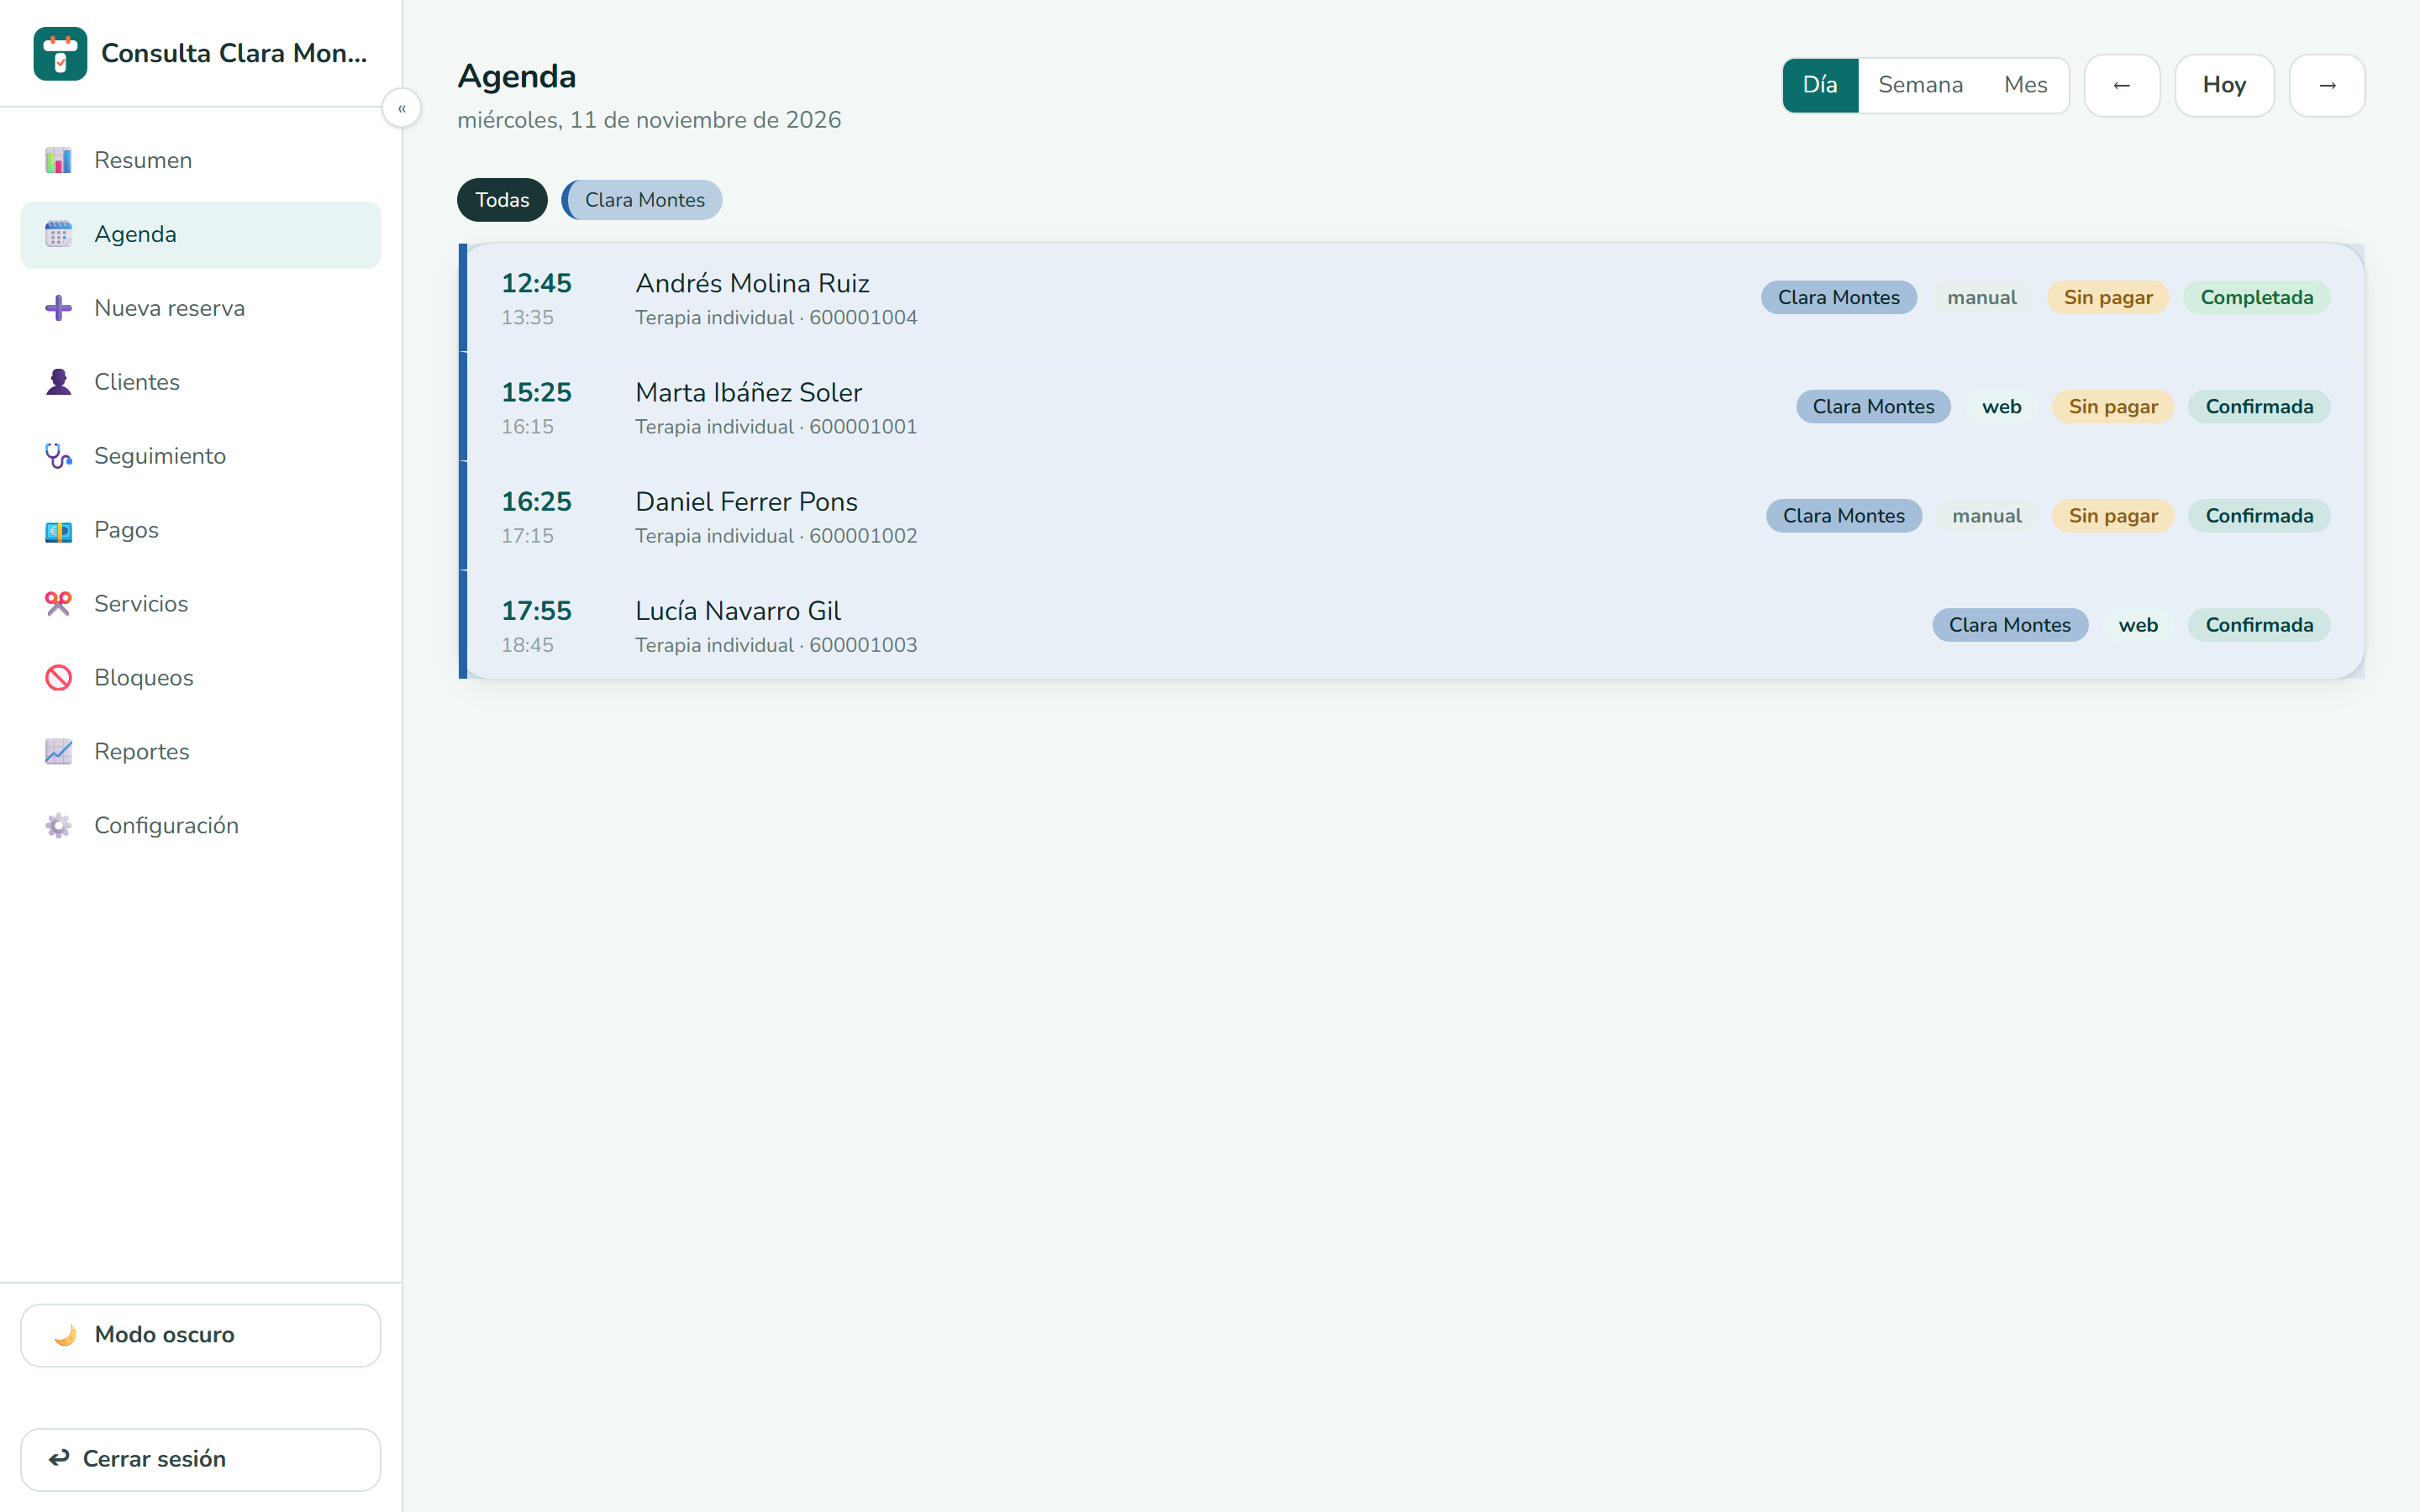 Consulta Clara Mon...
«
Resumen
Agenda
Nueva reserva
Clientes
Seguimiento
Pagos
Servicios
Bloqueos
Reportes
Configuración
Modo oscuro
Cerrar sesión
Agenda
miércoles, 11 de noviembre de 2026
Día Semana Mes ← Hoy →
Todas Clara Montes
12:45 Andrés Molina Ruiz Clara Montes manual Sin pagar Completada
13:35 Terapia individual · 600001004
15:25 Marta Ibáñez Soler Clara Montes web Sin pagar Confirmada
16:15 Terapia individual · 600001001
16:25 Daniel Ferrer Pons Clara Montes manual Sin pagar Confirmada
17:15 Terapia individual · 600001002
17:55 Lucía Navarro Gil Clara Montes web Confirmada
18:45 Terapia individual · 600001003